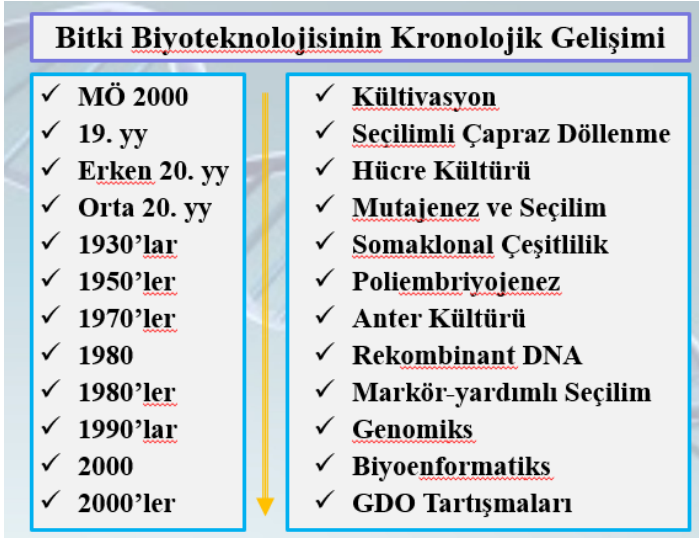 Bitki Biyoteknolojisinin Kronolojik Gelişimi
✓ MÖ 2000
✓ 19. yy
✓ Erken 20. yy
✓ Orta 20. yy
✓ 1930’lar
✓ 1950’ler
✓ 1970’ler
✓ 1980
✓ 1980’ler
✓ 1990’lar
✓ 2000
✓ 2000’ler
✓ Kültivasyon
✓ Seçilimli Çapraz Döllenme
✓ Hücre Kültürü
✓ Mutajenez ve Seçilim
✓ Somaklonal Çeşitlilik
✓ Poliembriyojenez
✓ Anter Kültürü
✓ Rekombinant DNA
✓ Markör-yardımlı Seçilim
✓ Genomiks
✓ Biyoenformatiks
✓ GDO Tartışmaları